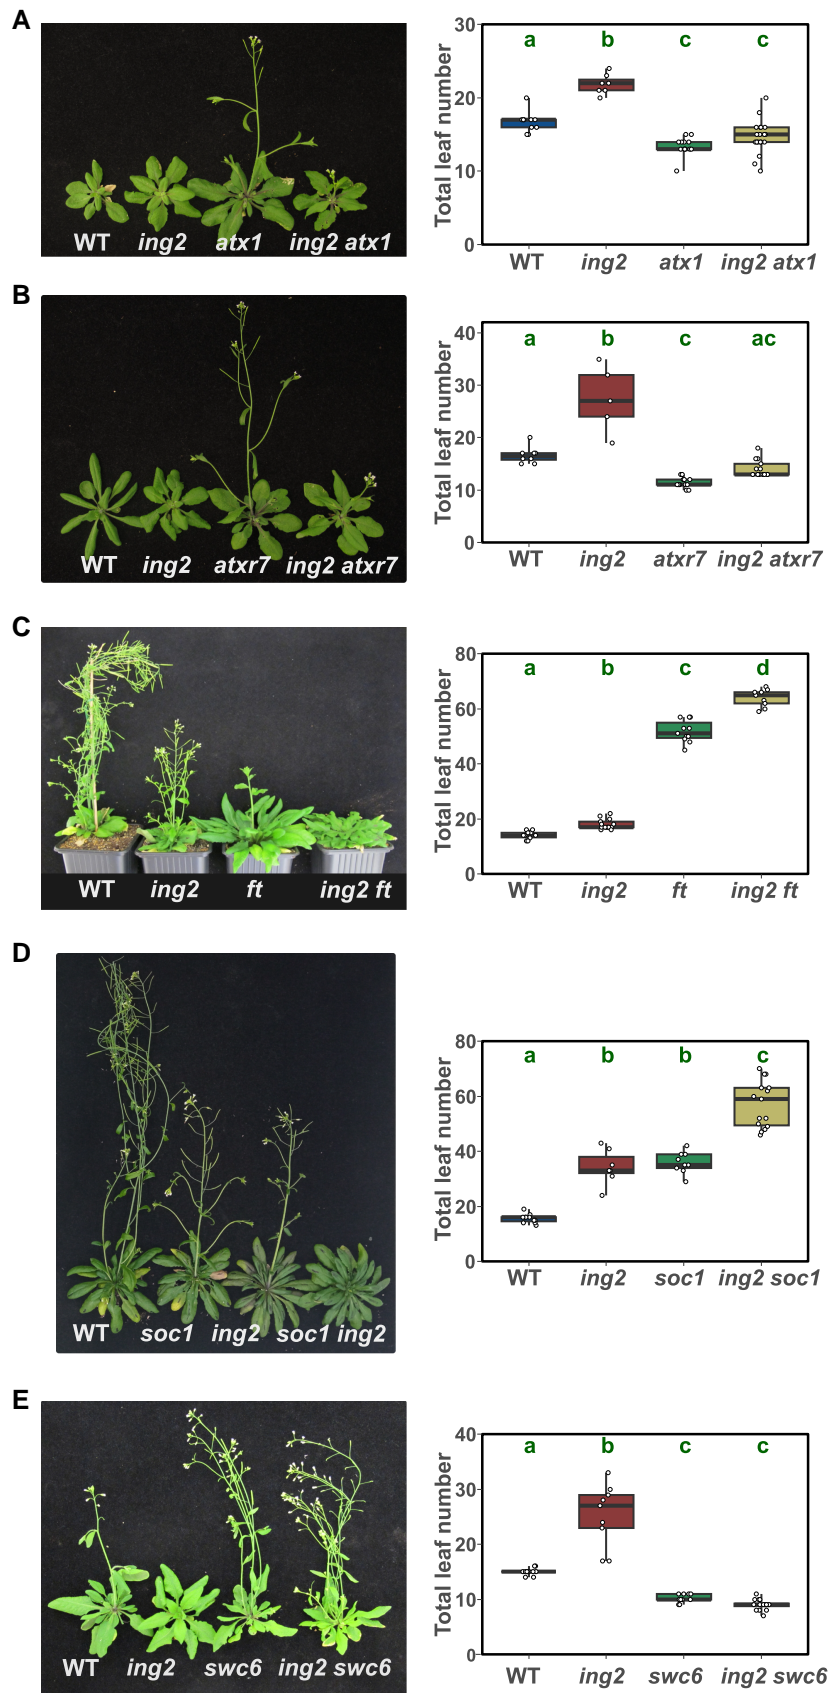 A
WT ing2 atx1 ing2 atx1
Total leaf number
30
20
10
0
a b c c
WT ing2 atx1 ing2 atx1
B
WT ing2 atxr7 ing2 atxr7
Total leaf number
40
30
20
10
0
a b c ac
WT ing2 atxr7 ing2 atxr7
C
WT ing2 ft ing2 ft
Total leaf number
80
60
40
20
0
a b c d
WT ing2 ft ing2 ft
D
WT soc1 ing2 soc1 ing2
Total leaf number
80
60
40
20
0
a b b c
WT ing2 soc1 ing2 soc1
E
WT ing2 swc6 ing2 swc6
Total leaf number
40
30
20
10
0
a b c c
WT ing2 swc6 ing2 swc6